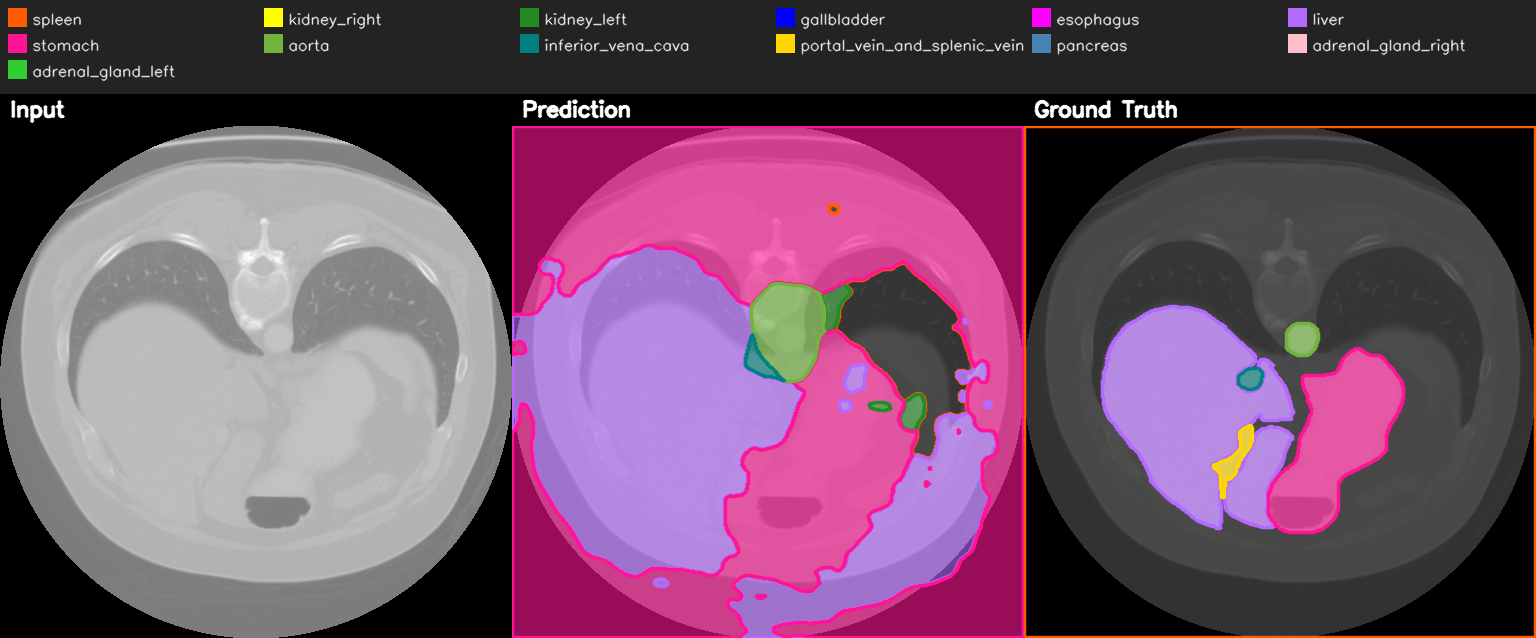 spleen kidney_right kidney_left gallbladder esophagus liver
stomach aorta inferior_vena_cava portal_vein_and_splenic_vein pancreas adrenal_gland_right
adrenal_gland_left
Input Prediction Ground Truth